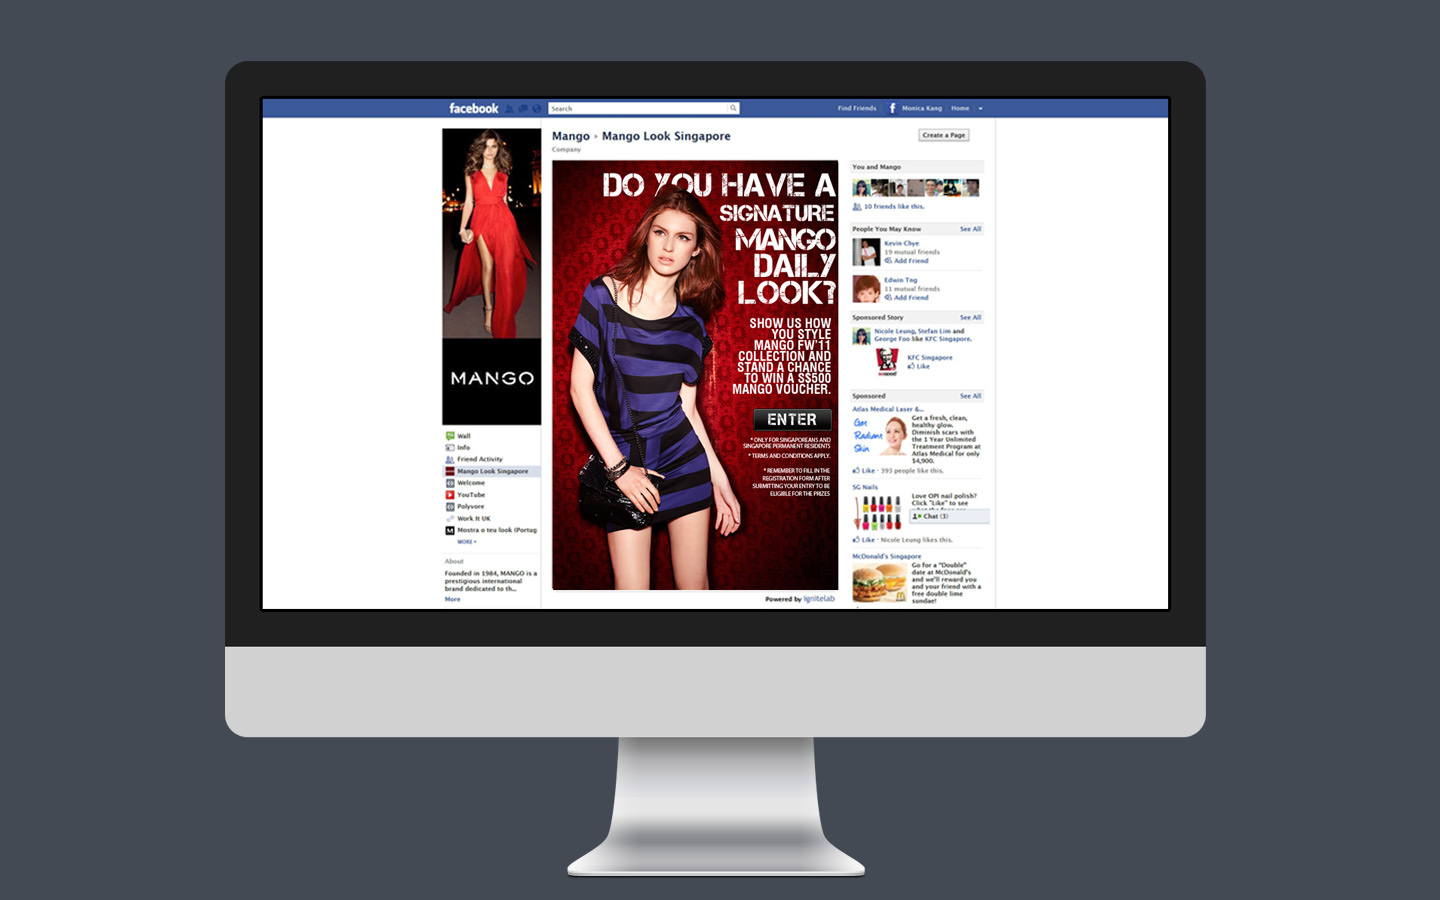 facebook
Search
Find Friends
Monica Kang
Home
Mango ▸ Mango Look Singapore
Company
Create a Page
MANGO
Wall
Info
Friend Activity
Mango Look Singapore
Welcome
YouTube
Polyvore
Work It UK
Mostra o teu look (Portug
MORE
About
Founded in 1984, MANGO is a
prestigious international
brand dedicated to th...
More
DO YOU HAVE A
SIGNATURE
MANGO
DAILY
LOOK?
SHOW US HOW
YOU STYLE
MANGO FW'11
COLLECTION AND
STAND A CHANCE
TO WIN A S$500
MANGO VOUCHER.
ENTER
* ONLY FOR SINGAPOREANS AND
SINGAPORE PERMANENT RESIDENTS
* TERMS AND CONDITIONS APPLY.
* REMEMBER TO FILL IN THE
REGISTRATION FORM AFTER
SUBMITTING YOUR ENTRY TO BE
ELIGIBLE FOR THE PRIZES
Powered by ignitelab
You and Mango
10 friends like this.
People You May Know
See All
Kevin Chye
19 mutual friends
Add Friend
Edwin Tng
11 mutual friends
Add Friend
Sponsored Story
See All
Nicole Leung, Stefan Lim and
George Foo like KFC Singapore.
KFC Singapore
Like
Sponsored
See All
Atlas Medical Laser &...
Get
Radiant
Skin
Get a fresh, clean,
healthy glow.
Diminish scars with
the 1 Year Unlimited
Treatment Program at
Atlas Medical for only
$4,900.
Like · 393 people like this.
SG Nails
Love OPI nail polish?
Click "Like" to see
Chat (3)
Like · Nicole Leung likes this.
McDonald's Singapore
Go for a "Double"
date at McDonald's
and we'll reward you
and your friend with a
free double lime
sundae!